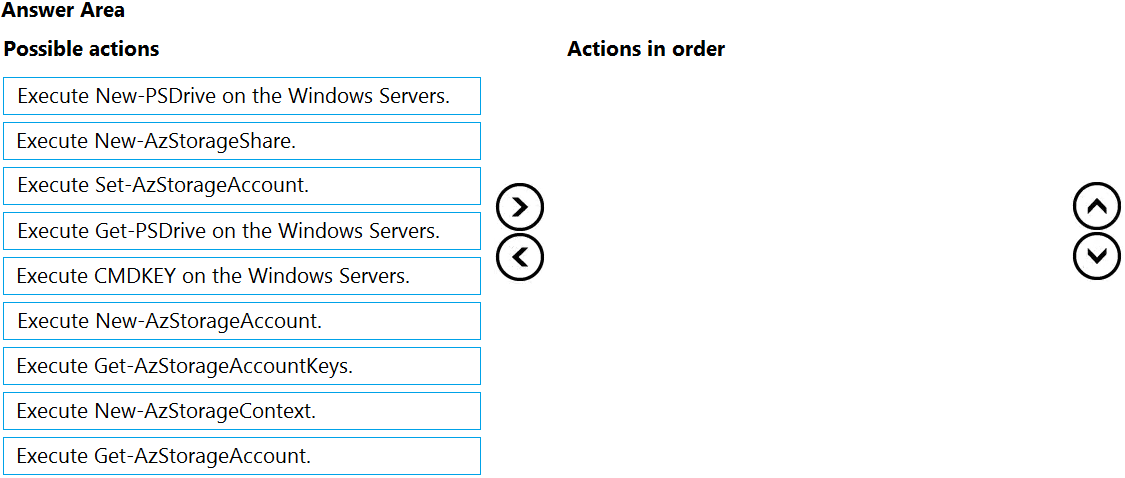 Answer Area
Possible actions
Actions in order
Execute New-PSDrive on the Windows Servers.
Execute New-AzStorageShare.
Execute Set-AzStorageAccount.
Execute Get-PSDrive on the Windows Servers.
Execute CMDKEY on the Windows Servers.
Execute New-AzStorageAccount.
Execute Get-AzStorageAccountKeys.
Execute New-AzStorageContext.
Execute Get-AzStorageAccount.